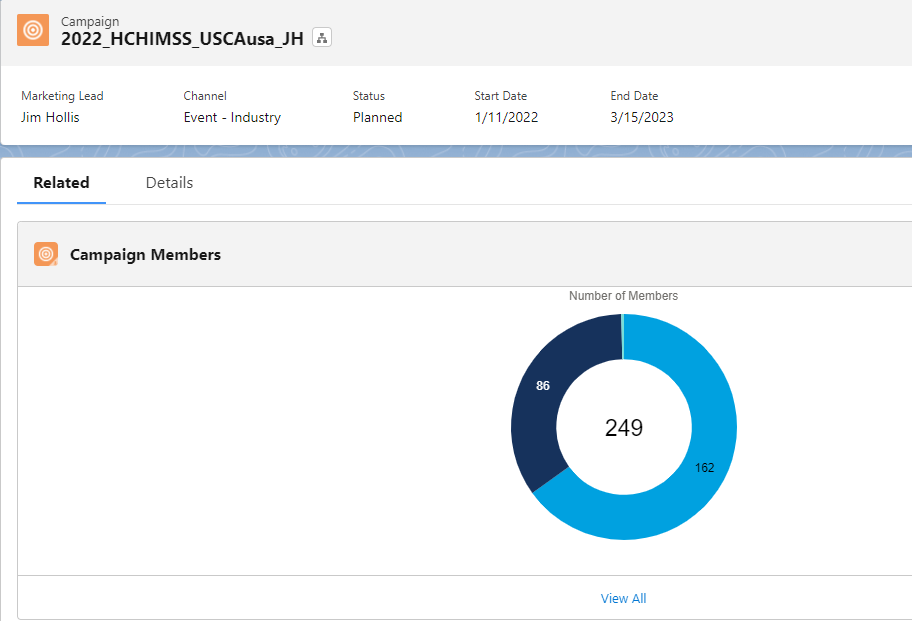 Campaign
2022_HCHIMSS_USCAusa_JH
Marketing Lead
Jim Hollis
Channel
Event - Industry
Status
Planned
Start Date
1/11/2022
End Date
3/15/2023
Related
Details
Campaign Members
Number of Members
86
249
162
View All